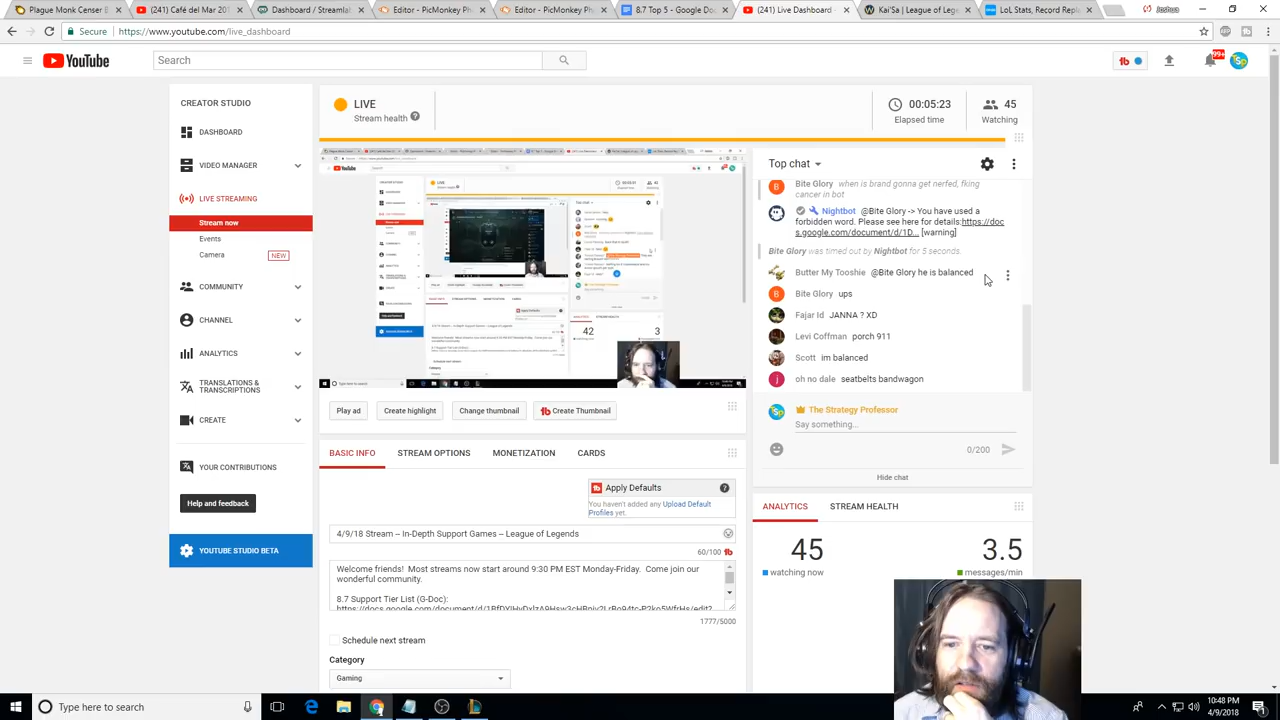 Plague Monk Censer B
(241) Café del Mar 201
Dashboard / Streamlab
Editor - PicMonkey Ph
Editor - PicMonkey Ph
8.7 Top 5 - Google Do
(241) Live Dashboard
Kai'Sa | League of Lege
LoL Stats, Record Repla
Joshua
Secure
https://www.youtube.com/live_dashboard
YouTube
Search
99+
CREATOR STUDIO
DASHBOARD
VIDEO MANAGER
LIVE STREAMING
Stream now
Events
Camera
NEW
COMMUNITY
CHANNEL
ANALYTICS
TRANSLATIONS &
TRANSCRIPTIONS
CREATE
YOUR CONTRIBUTIONS
Help and feedback
YOUTUBE STUDIO BETA
LIVE
Stream health
00:05:23
Elapsed time
45
Watching
Play ad
Create highlight
Change thumbnail
Create Thumbnail
BASIC INFO
STREAM OPTIONS
MONETIZATION
CARDS
Apply Defaults
You haven't added any Upload Default
Profiles yet.
4/9/18 Stream -- In-Depth Support Games -- League of Legends
60/100
Welcome friends! Most streams now start around 9:30 PM EST Monday-Friday. Come join our
wonderful community.
8.7 Support Tier List (G-Doc):
1777/5000
Schedule next stream
Category
Gaming
Top chat
Bite Glory
cancer in bot
Nightbot @Bite Glory -> You have used a
forbidden word. Please see here for details: https://doc
s.google.com/document/d/1D... [warning]
Bite Glory was timed out by Nightbot for 5 seconds.
Butter My Tooshie @Bite Glory he is balanced
Bite Glory ups
Fajar Id JANNA ? XD
Levi Coffman porch 11
Scott im balanced
oh no dale seatbelts bandwagon
The Strategy Professor
Say something...
0/200
Hide chat
ANALYTICS
STREAM HEALTH
45
watching now
3.5
messages/min
Type here to search
10:48 PM
4/9/2018